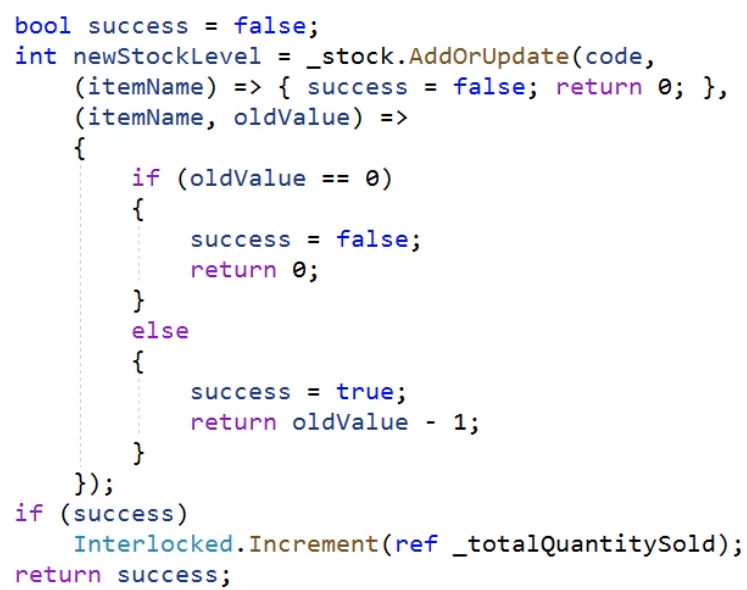 bool success = false;
int newStockLevel = _stock.AddOrUpdate(code,
    (itemName) => { success = false; return 0; },
    (itemName, oldValue) =>
    {
        if (oldValue == 0)
        {
            success = false;
            return 0;
        }
        else
        {
            success = true;
            return oldValue - 1;
        }
    });
if (success)
    Interlocked.Increment(ref _totalQuantitySold);
return success;